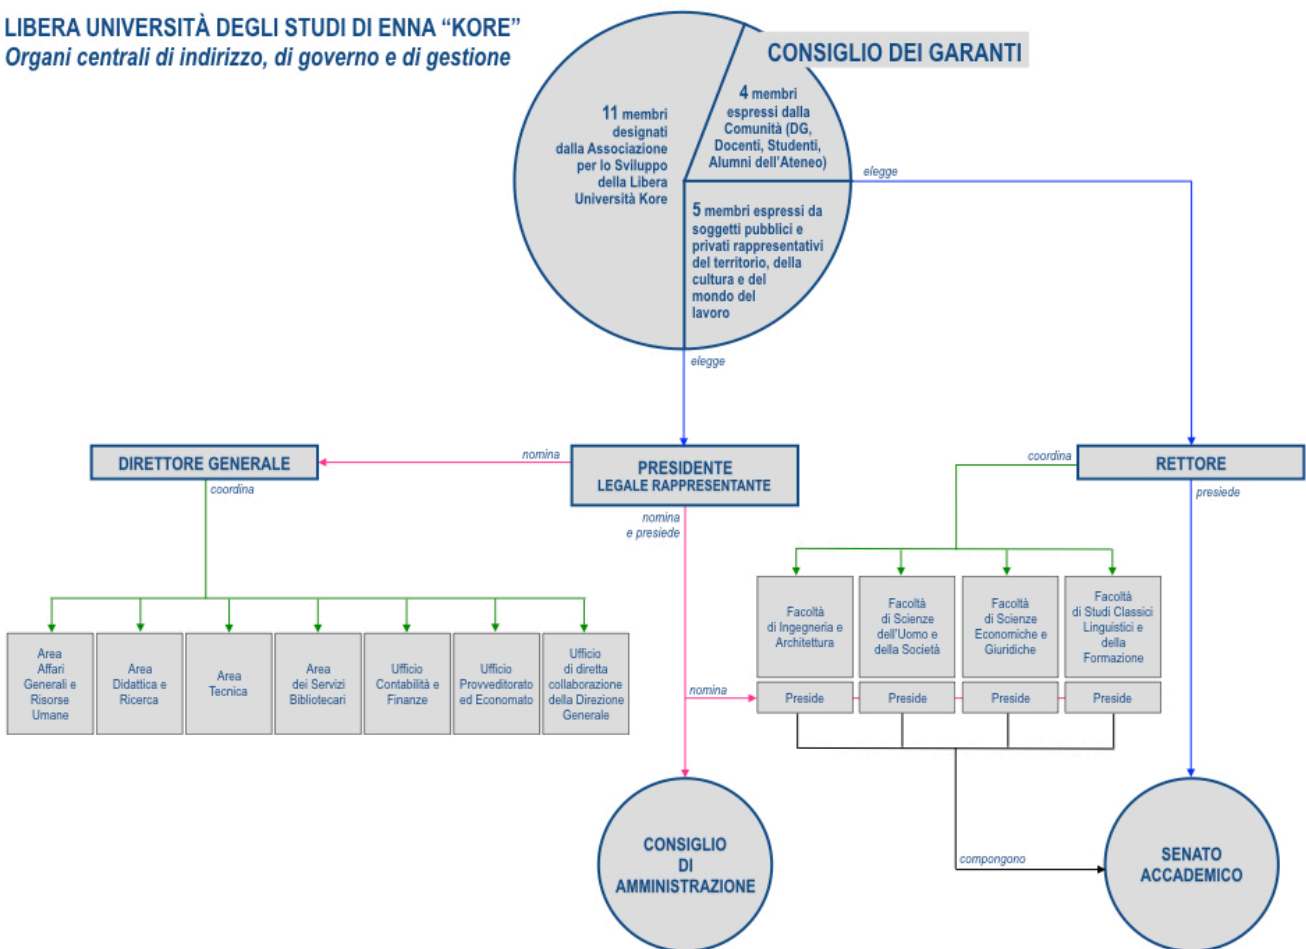 LIBERA UNIVERSITÀ DEGLI STUDI DI ENNA “KORE”
Organi centrali di indirizzo, di governo e di gestione
CONSIGLIO DEI GARANTI
11 membri
designati
dalla Associazione
per lo Sviluppo
della Libera
Università Kore
4 membri
espressi dalla
Comunità (DG,
Docenti, Studenti,
Alumni dell’Ateneo)
5 membri espressi da
soggetti pubblici e
privati rappresentativi
del territorio, della
cultura e del
mondo del
lavoro
elegge
elegge
DIRETTORE GENERALE
nomina
PRESIDENTE
LEGALE RAPPRESENTANTE
coordina
RETTORE
coordina
nomina
e presiede
presiede
Area
Affari
Generali e
Risorse
Umane
Area
Didattica e
Ricerca
Area
Tecnica
Area
dei Servizi
Bibliotecari
Ufficio
Contabilità e
Finanze
Ufficio
Provveditorato
ed Economato
Ufficio
di diretta
collaborazione
della Direzione
Generale
Facoltà
di Ingegneria e
Architettura
Facoltà
di Scienze
dell’Uomo e
della Società
Facoltà
di Scienze
Economiche e
Giuridiche
Facoltà
di Studi Classici
Linguistici e
della
Formazione
nomina
Preside
Preside
Preside
Preside
CONSIGLIO
DI
AMMINISTRAZIONE
compongono
SENATO
ACCADEMICO